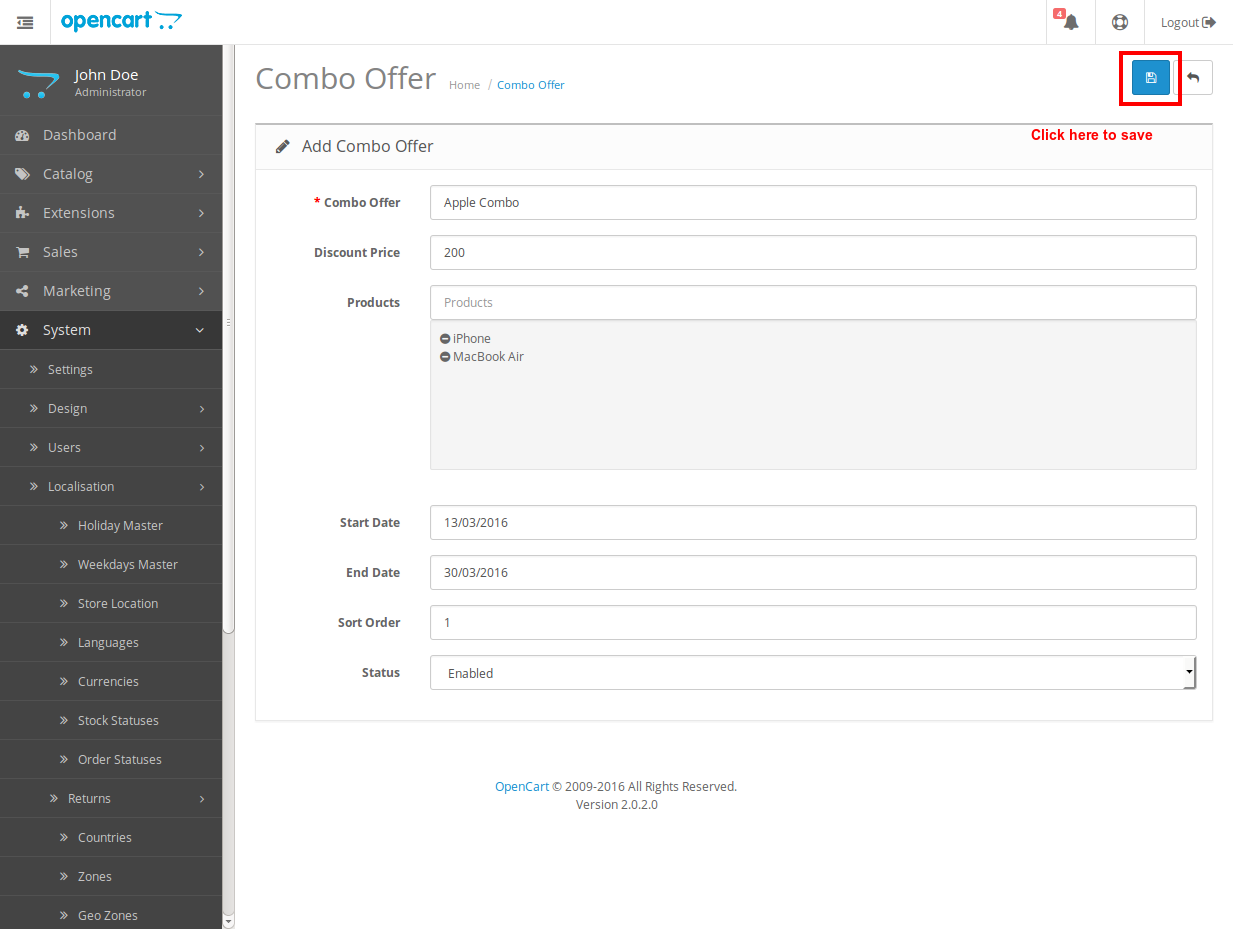 opencart
4
Logout
John Doe
Administrator
Dashboard
Catalog
Extensions
Sales
Marketing
System
Settings
Design
Users
Localisation
Holiday Master
Weekdays Master
Store Location
Languages
Currencies
Stock Statuses
Order Statuses
Returns
Countries
Zones
Geo Zones
Combo Offer Home / Combo Offer
Click here to save
Add Combo Offer
* Combo Offer Apple Combo
Discount Price 200
Products Products
iPhone
MacBook Air
Start Date 13/03/2016
End Date 30/03/2016
Sort Order 1
Status Enabled
OpenCart © 2009-2016 All Rights Reserved.
Version 2.0.2.0